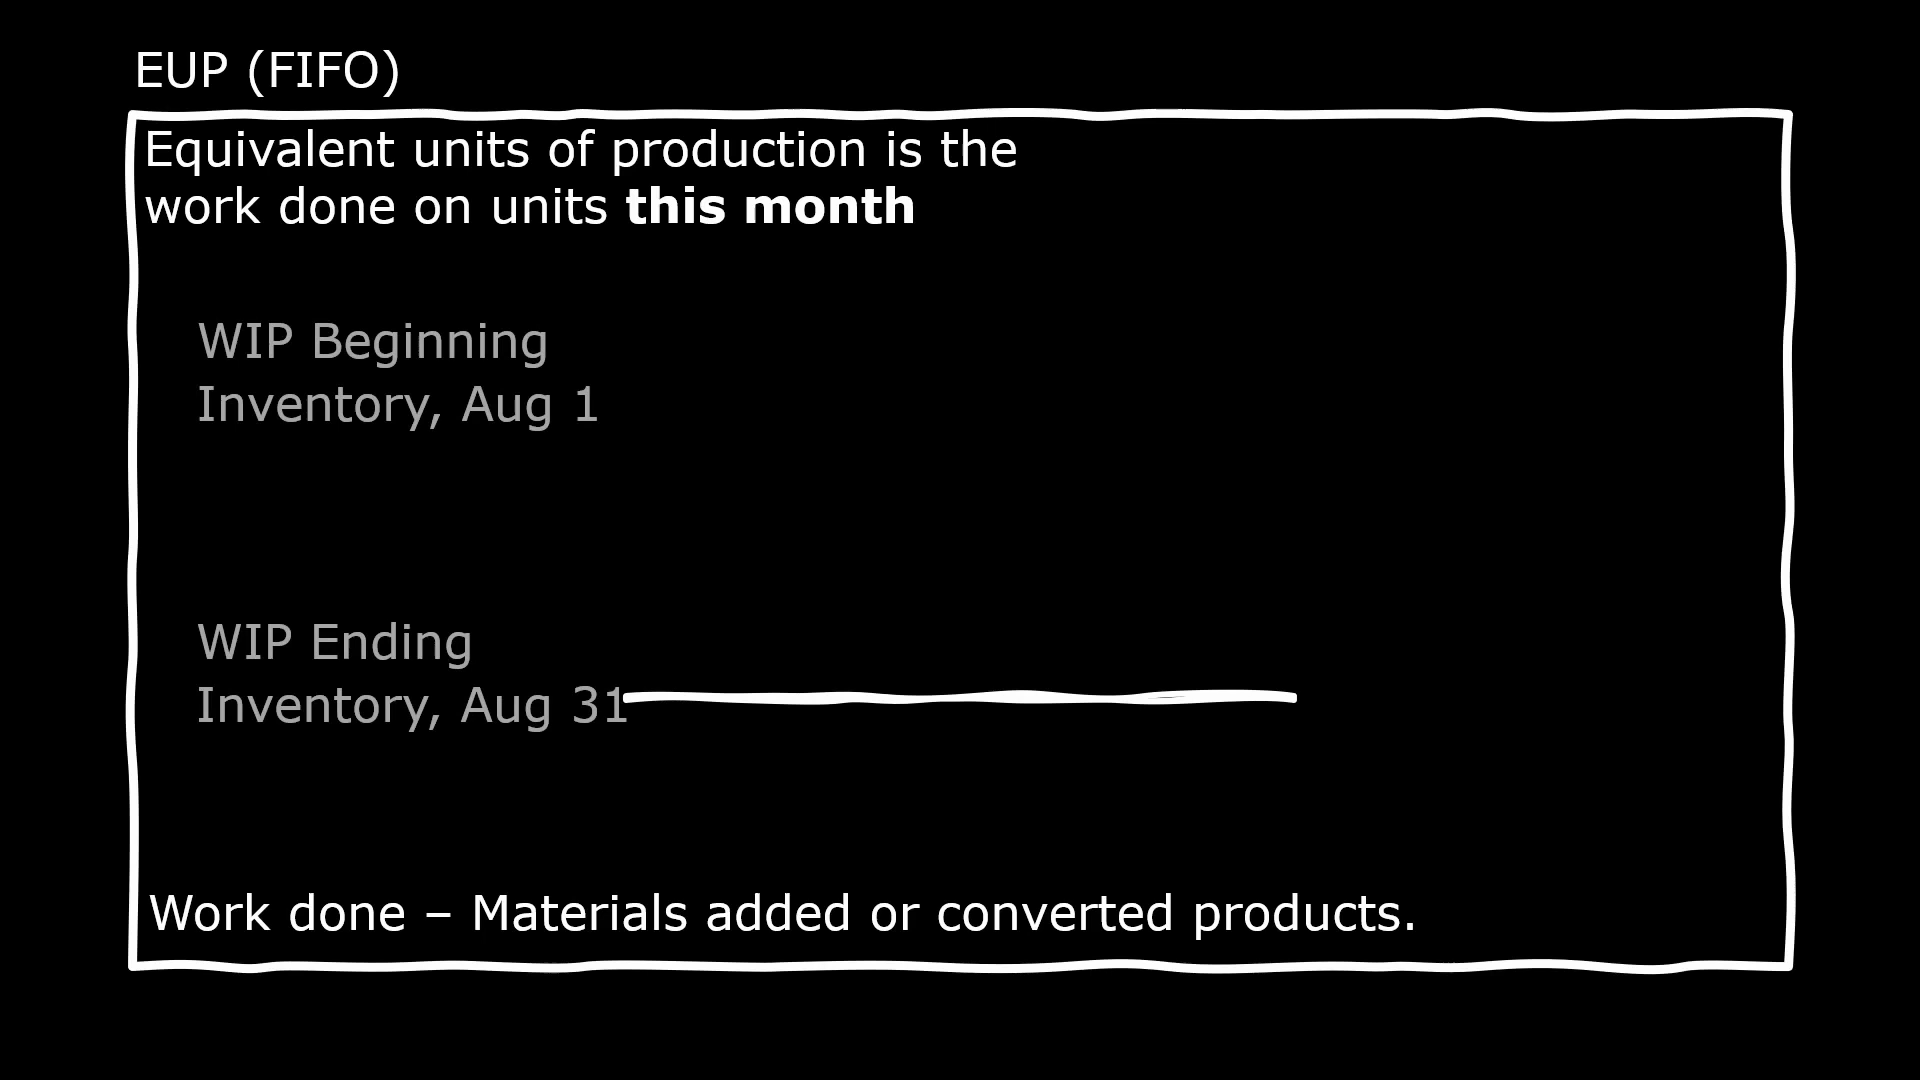 EUP (FIFO)
Equivalent units of production is the
work done on units this month
WIP Beginning
Inventory, Aug 1
WIP Ending
Inventory, Aug 31
Work done – Materials added or converted products.